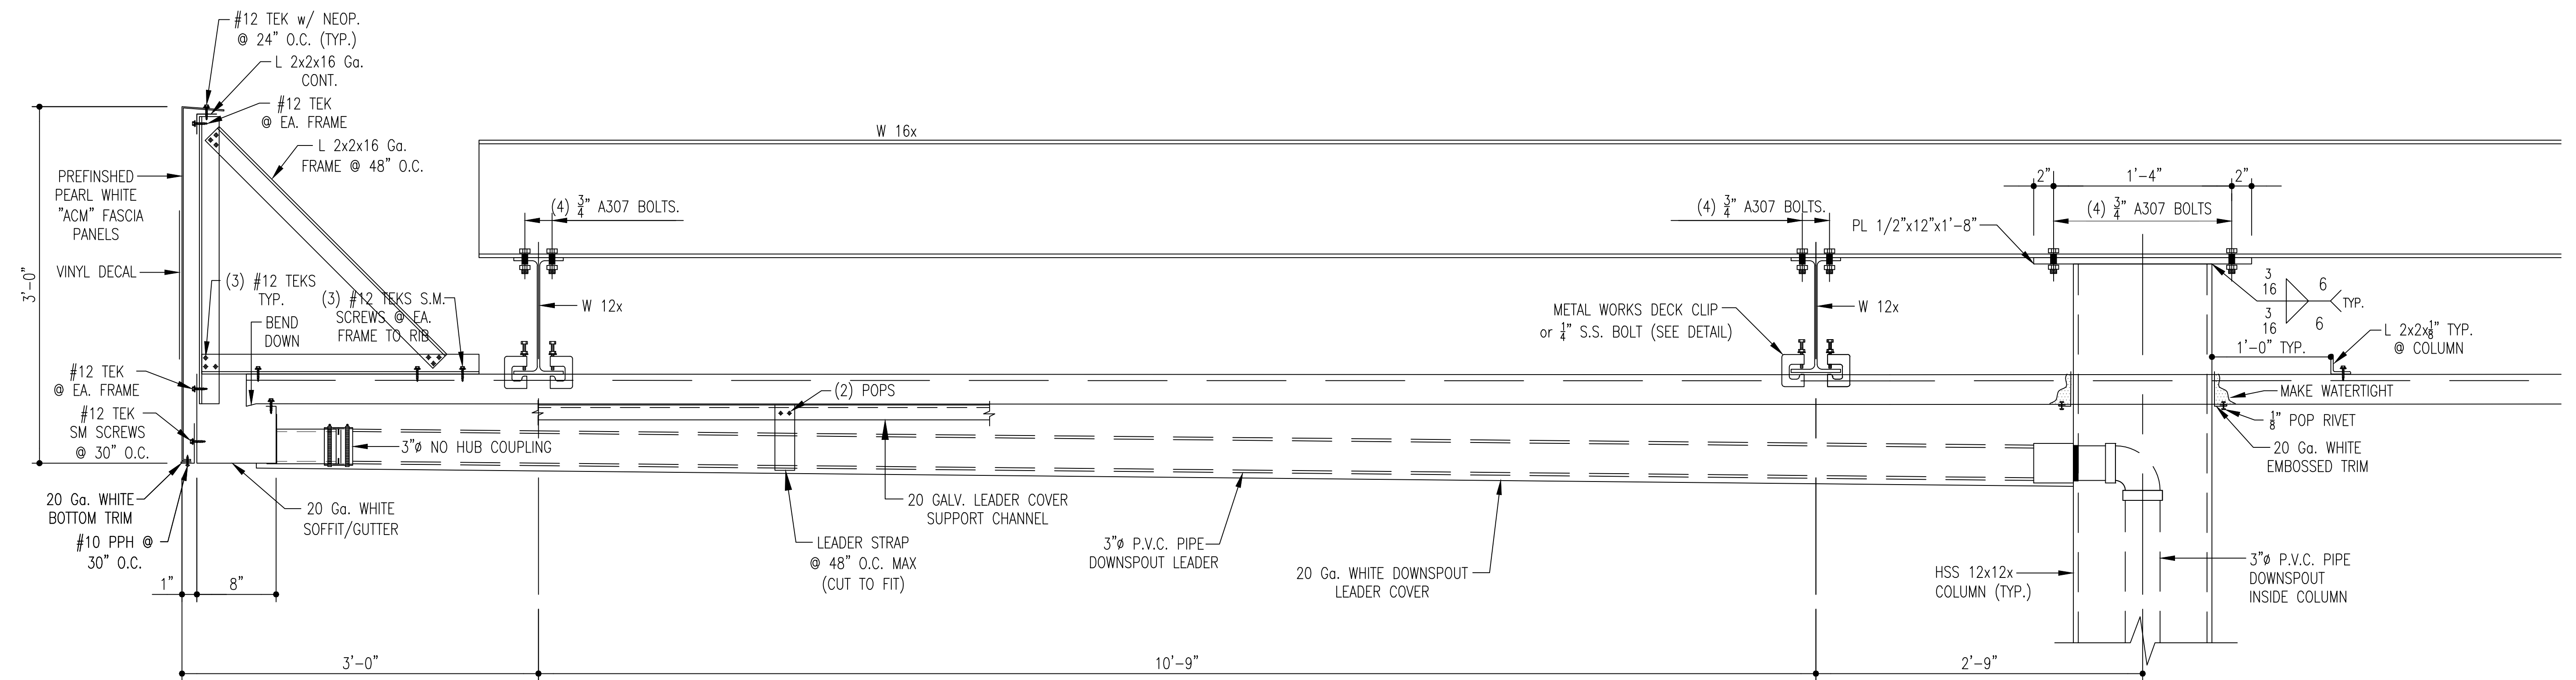 #12 TEK w/ NEOP.
@ 24" O.C. (TYP.)
L 2x2x16 Ga.
CONT.
#12 TEK
@ EA. FRAME
L 2x2x16 Ga.
FRAME @ 48" O.C.
PREFINSHED
PEARL WHITE
"ACM" FASCIA
PANELS
VINYL DECAL
3'-0"
(3) #12 TEKS
TYP.
(3) #12 TEKS S.M.
SCREWS @ EA.
FRAME TO RIB
BEND
DOWN
#12 TEK
@ EA. FRAME
#12 TEK
SM SCREWS
@ 30" O.C.
20 Ga. WHITE
BOTTOM TRIM
#10 PPH @
30" O.C.
20 Ga. WHITE
SOFFIT/GUTTER
1"
8"
W 16x
(4) 3/4" A307 BOLTS.
W 12x
(2) POPS
3"ø NO HUB COUPLING
20 GALV. LEADER COVER
SUPPORT CHANNEL
LEADER STRAP
@ 48" O.C. MAX
(CUT TO FIT)
3"ø P.V.C. PIPE
DOWNSPOUT LEADER
20 Ga. WHITE DOWNSPOUT
LEADER COVER
(4) 3/4" A307 BOLTS.
METAL WORKS DECK CLIP
or 1/4" S.S. BOLT (SEE DETAIL)
W 12x
2"
1'-4"
2"
(4) 3/4" A307 BOLTS
PL 1/2"x12"x1'-8"
3/16
6
3/16
6
TYP.
L 2x2x1/8" TYP.
@ COLUMN
1'-0" TYP.
MAKE WATERTIGHT
1/8" POP RIVET
20 Ga. WHITE
EMBOSSED TRIM
HSS 12x12x
COLUMN (TYP.)
3"ø P.V.C. PIPE
DOWNSPOUT
INSIDE COLUMN
3'-0"
10'-9"
2'-9"